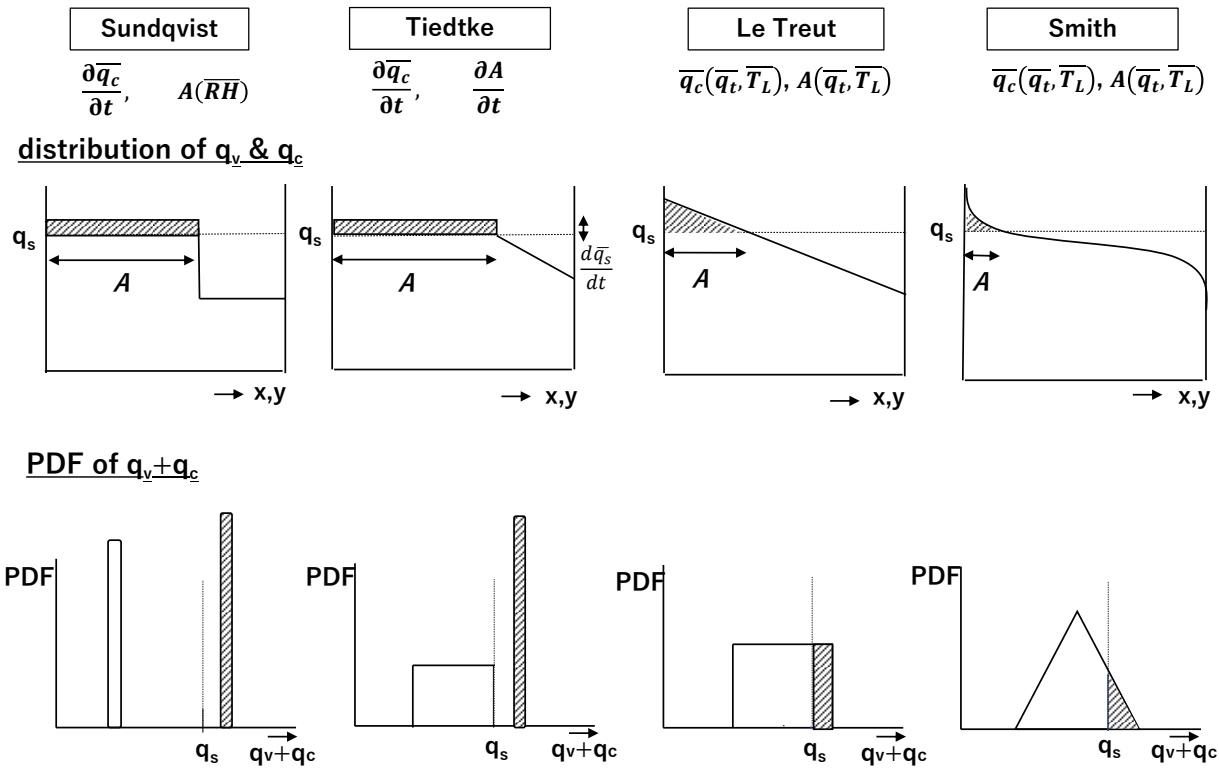 Sundqvist
Tiedtke
Le Treut
Smith
∂q̅c/∂t, A(R̅H̅)
∂q̅c/∂t, ∂A/∂t
q̅c(q̅t, T̅L), A(q̅t, T̅L)
q̅c(q̅t, T̅L), A(q̅t, T̅L)
distribution of qv & qc
qs
A
x,y
qs
A
dq̅s/dt
x,y
qs
A
x,y
qs
A
x,y
PDF of qv+qc
PDF
qs
qv+qc
PDF
qs
qv+qc
PDF
qs
qv+qc
PDF
qs
qv+qc